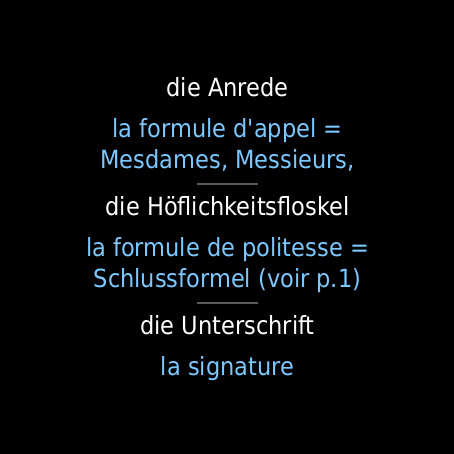 die Anrede
la formule d'appel =
Mesdames, Messieurs,
die Höflichkeitsfloskel
la formule de politesse =
Schlussformel (voir p.1)
die Unterschrift
la signature